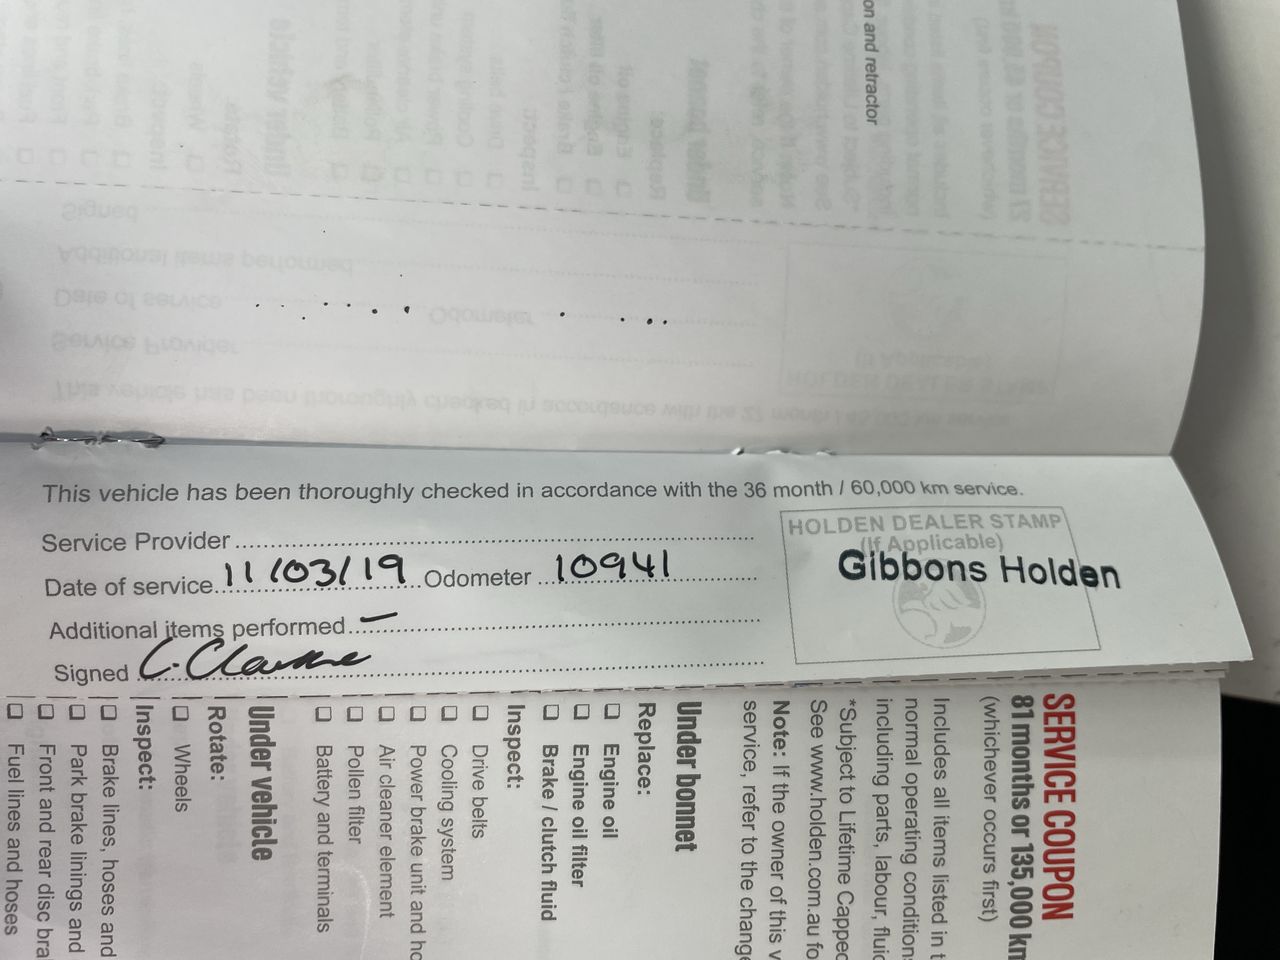 on and retractor
This vehicle has been thoroughly checked in accordance with the 36 month / 60,000 km service.
Service Provider
Date of service 11/03/19 Odometer 10941
Additional items performed –
Signed C. Clarke
HOLDEN DEALER STAMP
(If Applicable)
Gibbons Holden
SERVICE COUPON
81 months or 135,000 km
(whichever occurs first)
Includes all items listed in t
normal operating condition
including parts, labour, fluid
*Subject to Lifetime Capped
See www.holden.com.au fo
Note: If the owner of this v
service, refer to the change
Under bonnet
Replace:
Engine oil
Engine oil filter
Brake / clutch fluid
Inspect:
Drive belts
Cooling system
Power brake unit and ho
Air cleaner element
Pollen filter
Battery and terminals
Under vehicle
Rotate:
Wheels
Inspect:
Brake lines, hoses and
Park brake linings and
Front and rear disc bra
Fuel lines and hoses